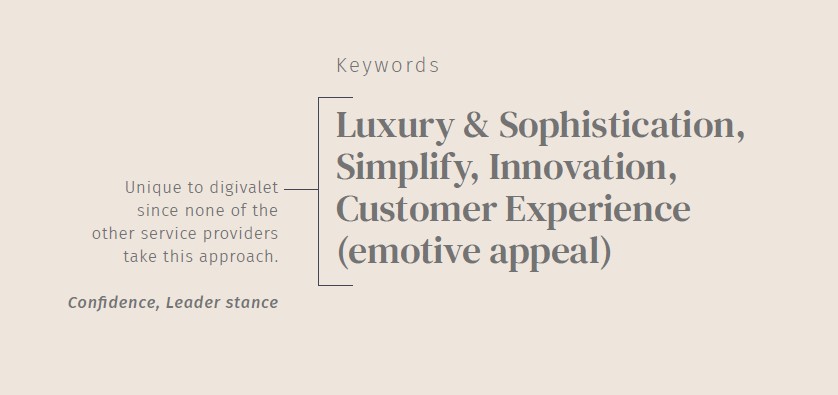 Keywords
Luxury & Sophistication,
Simplify, Innovation,
Customer Experience
(emotive appeal)
Unique to digivalet
since none of the
other service providers
take this approach.
Confidence, Leader stance